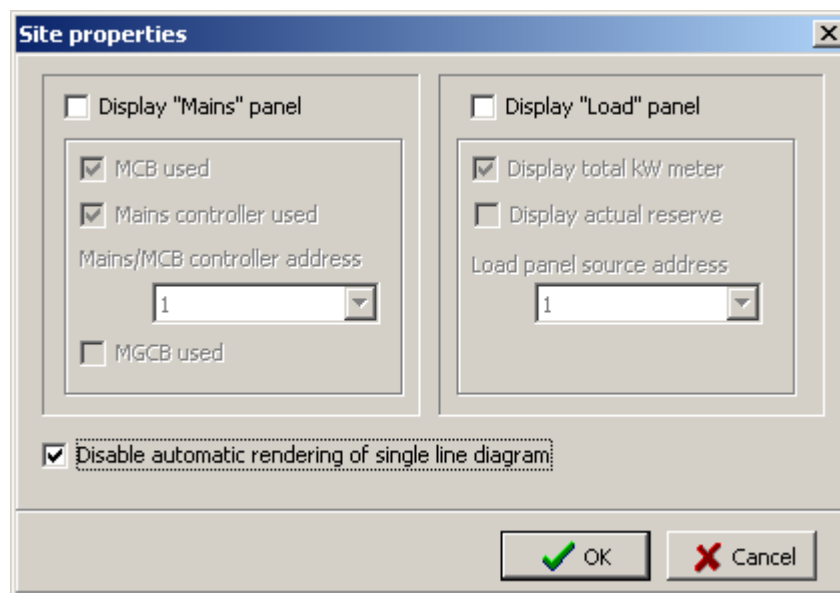 Site properties
Display "Mains" panel
MCB used
Mains controller used
Mains/MCB controller address
1
MGCB used
Display "Load" panel
Display total kW meter
Display actual reserve
Load panel source address
1
Disable automatic rendering of single line diagram
OK
Cancel